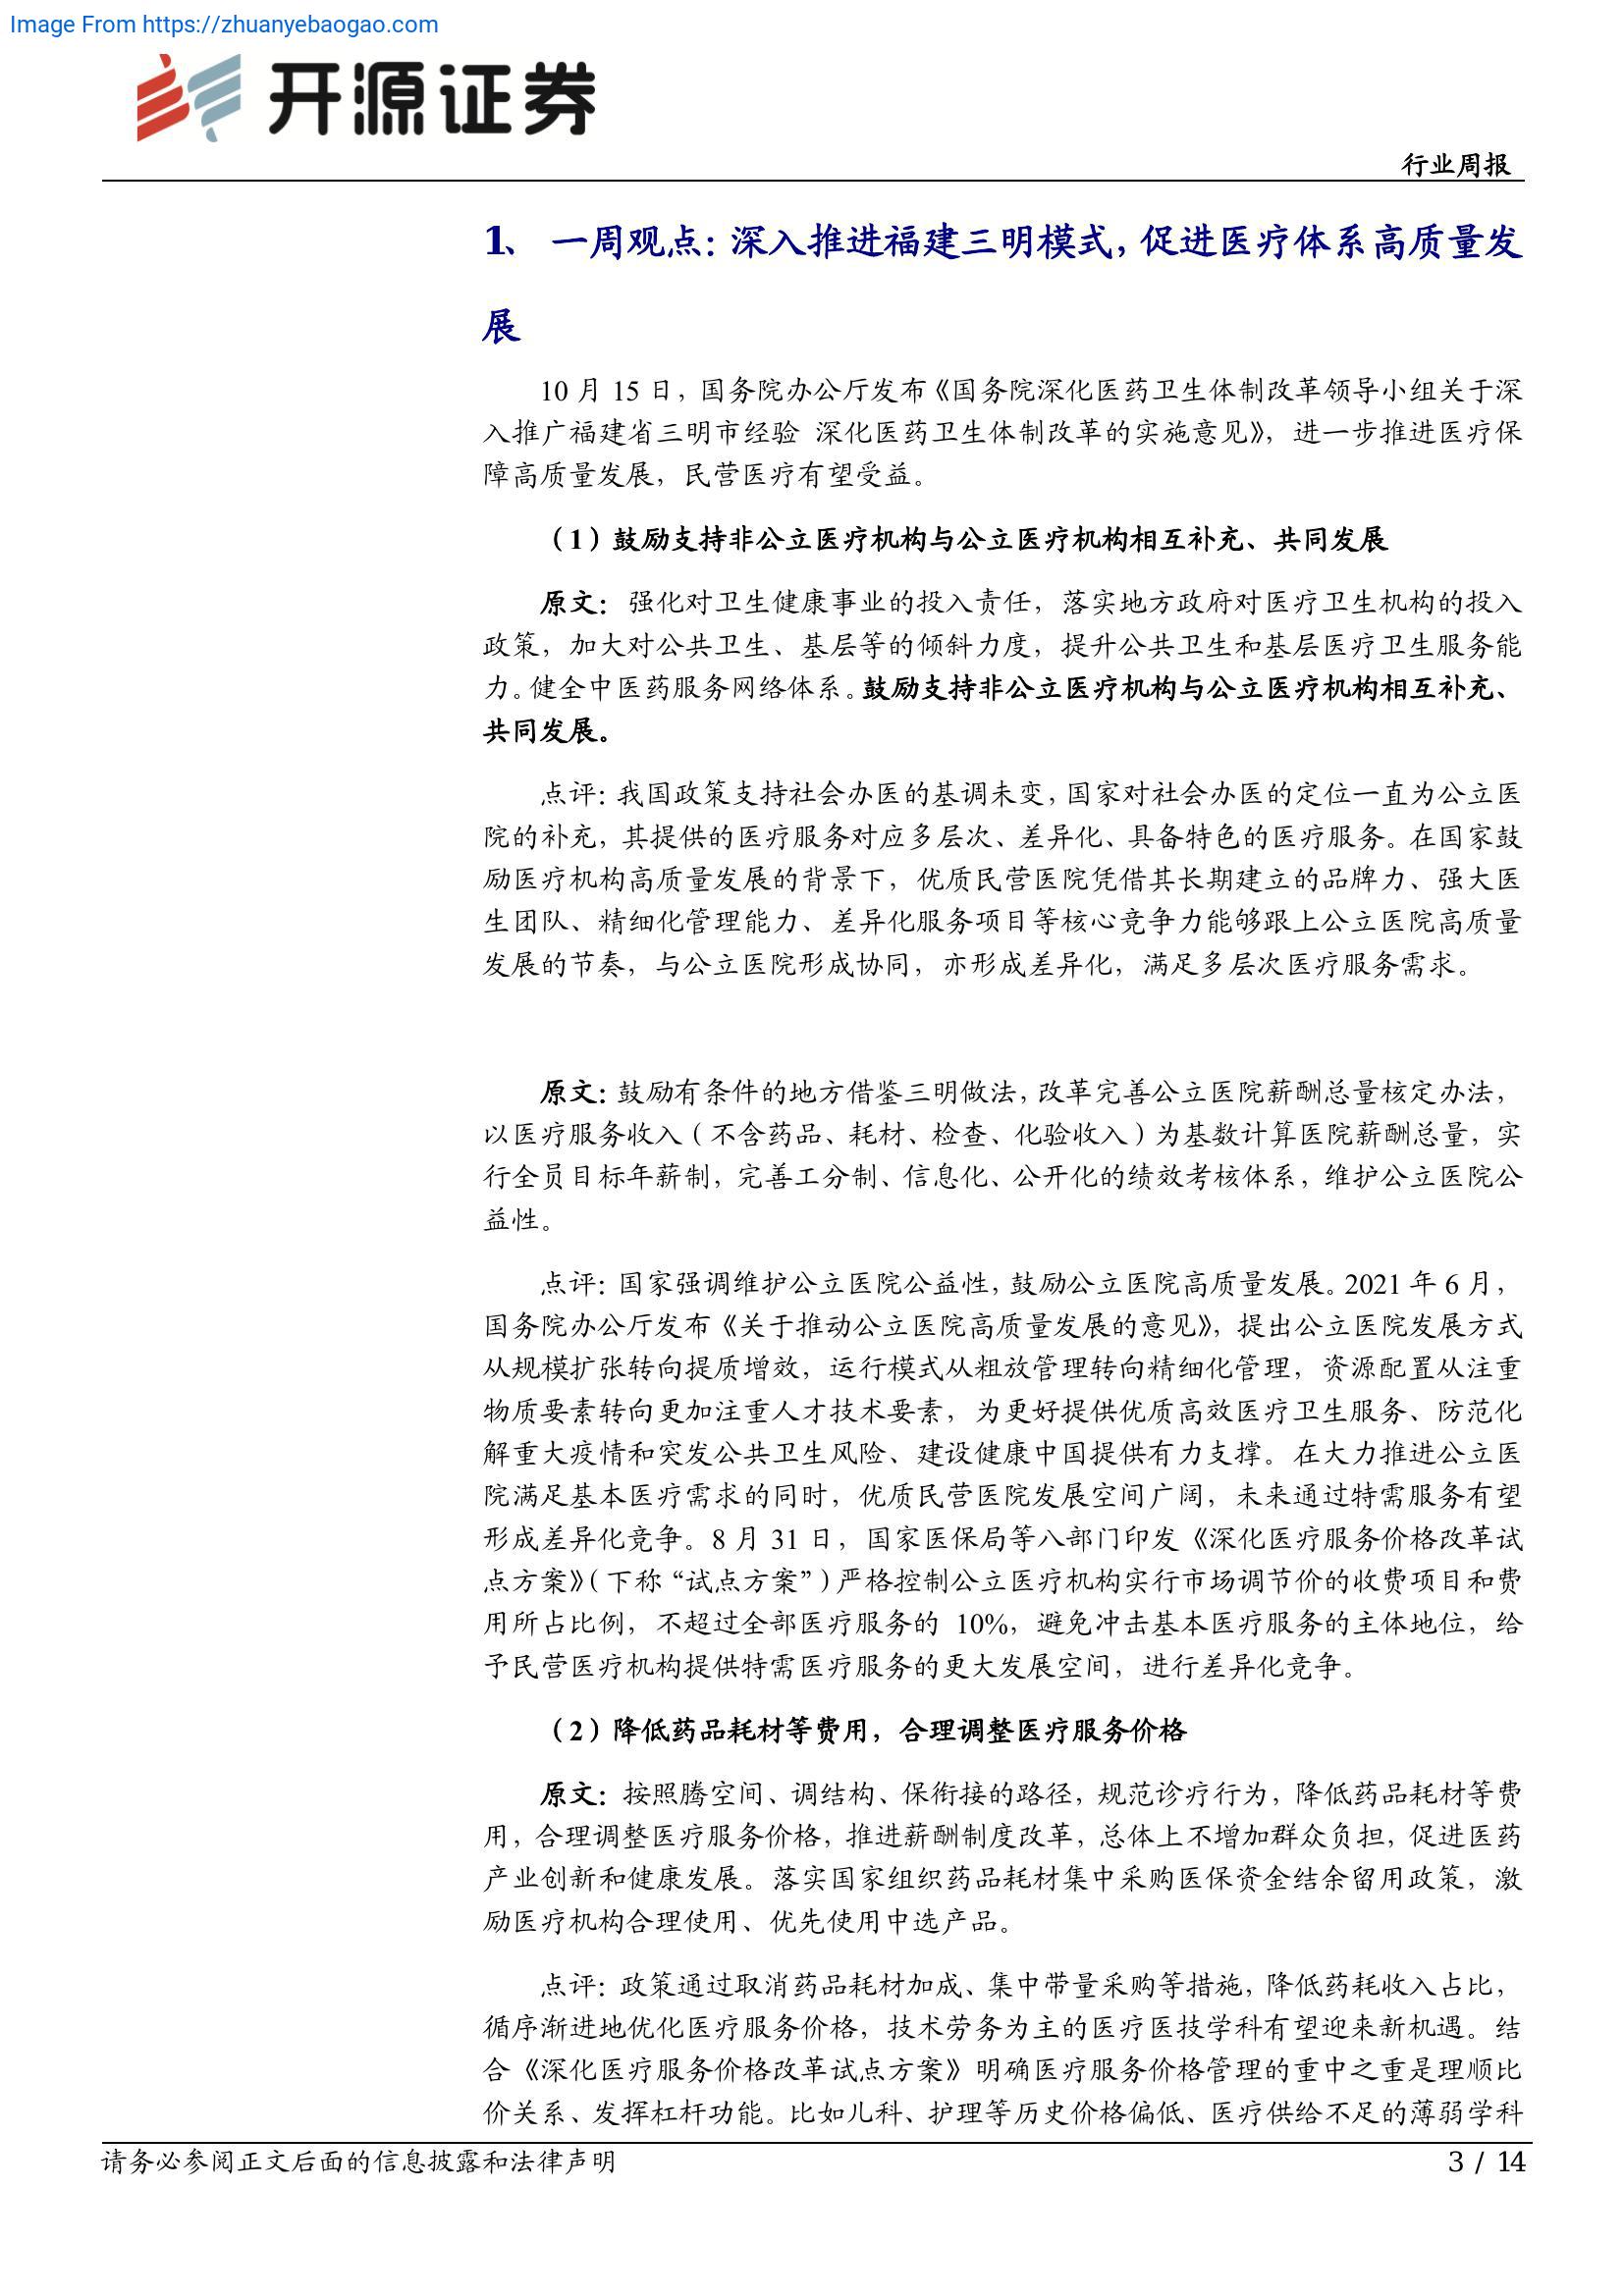 Image From https://zhuanyebaogao.com
开源证券
行业周报
1、 一周观点：深入推进福建三明模式，促进医疗体系高质量发
展
10 月 15 日，国务院办公厅发布《国务院深化医药卫生体制改革领导小组关于深
入推广福建省三明市经验 深化医药卫生体制改革的实施意见》，进一步推进医疗保
障高质量发展，民营医疗有望受益。
（1）鼓励支持非公立医疗机构与公立医疗机构相互补充、共同发展
原文：强化对卫生健康事业的投入责任，落实地方政府对医疗卫生机构的投入
政策，加大对公共卫生、基层等的倾斜力度，提升公共卫生和基层医疗卫生服务能
力。健全中医药服务网络体系。鼓励支持非公立医疗机构与公立医疗机构相互补充、
共同发展。
点评：我国政策支持社会办医的基调未变，国家对社会办医的定位一直为公立医
院的补充，其提供的医疗服务对应多层次、差异化、具备特色的医疗服务。在国家鼓
励医疗机构高质量发展的背景下，优质民营医院凭借其长期建立的品牌力、强大医
生团队、精细化管理能力、差异化服务项目等核心竞争力能够跟上公立医院高质量
发展的节奏，与公立医院形成协同，亦形成差异化，满足多层次医疗服务需求。
原文：鼓励有条件的地方借鉴三明做法，改革完善公立医院薪酬总量核定办法，
以医疗服务收入（不含药品、耗材、检查、化验收入）为基数计算医院薪酬总量，实
行全员目标年薪制，完善工分制、信息化、公开化的绩效考核体系，维护公立医院公
益性。
点评：国家强调维护公立医院公益性，鼓励公立医院高质量发展。2021 年 6 月，
国务院办公厅发布《关于推动公立医院高质量发展的意见》，提出公立医院发展方式
从规模扩张转向提质增效，运行模式从粗放管理转向精细化管理，资源配置从注重
物质要素转向更加注重人才技术要素，为更好提供优质高效医疗卫生服务、防范化
解重大疫情和突发公共卫生风险、建设健康中国提供有力支撑。在大力推进公立医
院满足基本医疗需求的同时，优质民营医院发展空间广阔，未来通过特需服务有望
形成差异化竞争。8 月 31 日，国家医保局等八部门印发《深化医疗服务价格改革试
点方案》（下称“试点方案”）严格控制公立医疗机构实行市场调节价的收费项目和费
用所占比例，不超过全部医疗服务的 10%，避免冲击基本医疗服务的主体地位，给
予民营医疗机构提供特需医疗服务的更大发展空间，进行差异化竞争。
（2）降低药品耗材等费用，合理调整医疗服务价格
原文：按照腾空间、调结构、保衔接的路径，规范诊疗行为，降低药品耗材等费
用，合理调整医疗服务价格，推进薪酬制度改革，总体上不增加群众负担，促进医药
产业创新和健康发展。落实国家组织药品耗材集中采购医保资金结余留用政策，激
励医疗机构合理使用、优先使用中选产品。
点评：政策通过取消药品耗材加成、集中带量采购等措施，降低药耗收入占比，
循序渐进地优化医疗服务价格，技术劳务为主的医疗医技学科有望迎来新机遇。结
合《深化医疗服务价格改革试点方案》明确医疗服务价格管理的重中之重是理顺比
价关系、发挥杠杆功能。比如儿科、护理等历史价格偏低、医疗供给不足的薄弱学科
请务必参阅正文后面的信息披露和法律声明
3 / 14